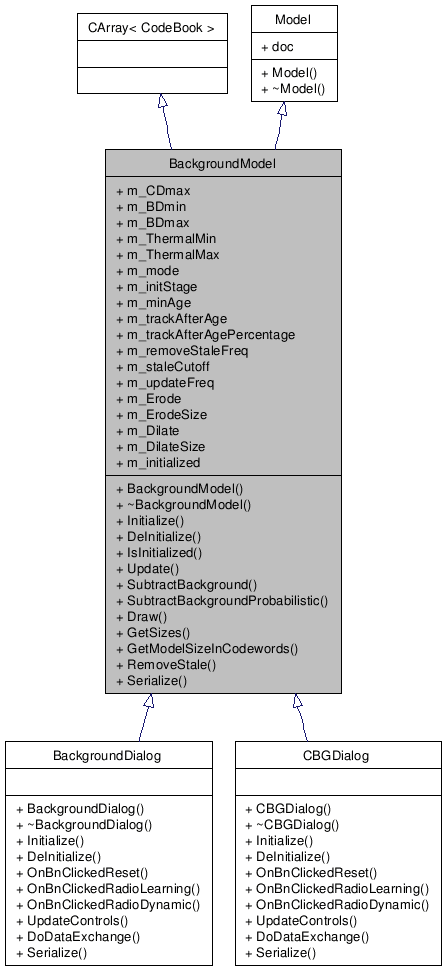 CArray< CodeBook >
Model
+ doc
+ Model()
+ ~Model()
BackgroundModel
+ m_CDmax
+ m_BDmin
+ m_BDmax
+ m_ThermalMin
+ m_ThermalMax
+ m_mode
+ m_initStage
+ m_minAge
+ m_trackAfterAge
+ m_trackAfterAgePercentage
+ m_removeStaleFreq
+ m_staleCutoff
+ m_updateFreq
+ m_Erode
+ m_ErodeSize
+ m_Dilate
+ m_DilateSize
+ m_initialized
+ BackgroundModel()
+ ~BackgroundModel()
+ Initialize()
+ DeInitialize()
+ IsInitialized()
+ Update()
+ SubtractBackground()
+ SubtractBackgroundProbabilistic()
+ Draw()
+ GetSizes()
+ GetModelSizeInCodewords()
+ RemoveStale()
+ Serialize()
BackgroundDialog
+ BackgroundDialog()
+ ~BackgroundDialog()
+ Initialize()
+ DeInitialize()
+ OnBnClickedReset()
+ OnBnClickedRadioLearning()
+ OnBnClickedRadioDynamic()
+ UpdateControls()
+ DoDataExchange()
+ Serialize()
CBGDialog
+ CBGDialog()
+ ~CBGDialog()
+ Initialize()
+ DeInitialize()
+ OnBnClickedReset()
+ OnBnClickedRadioLearning()
+ OnBnClickedRadioDynamic()
+ UpdateControls()
+ DoDataExchange()
+ Serialize()